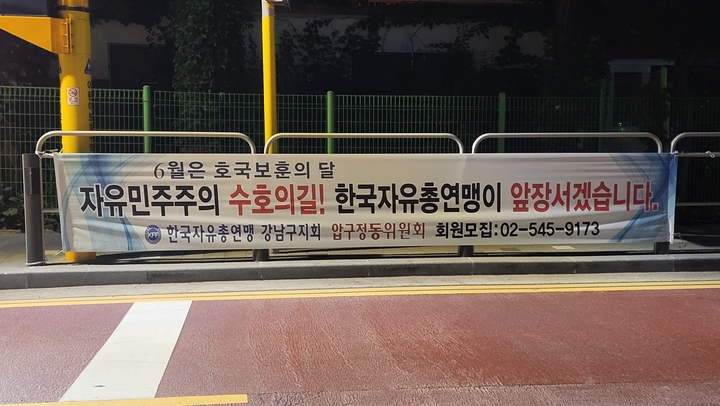 6월은 호국보훈의 달
자유민주주의 수호의길! 한국자유총연맹이 앞장서겠습니다.
KFF 한국자유총연맹 강남구지회 압구정동위원회 회원모집:02-545-9173